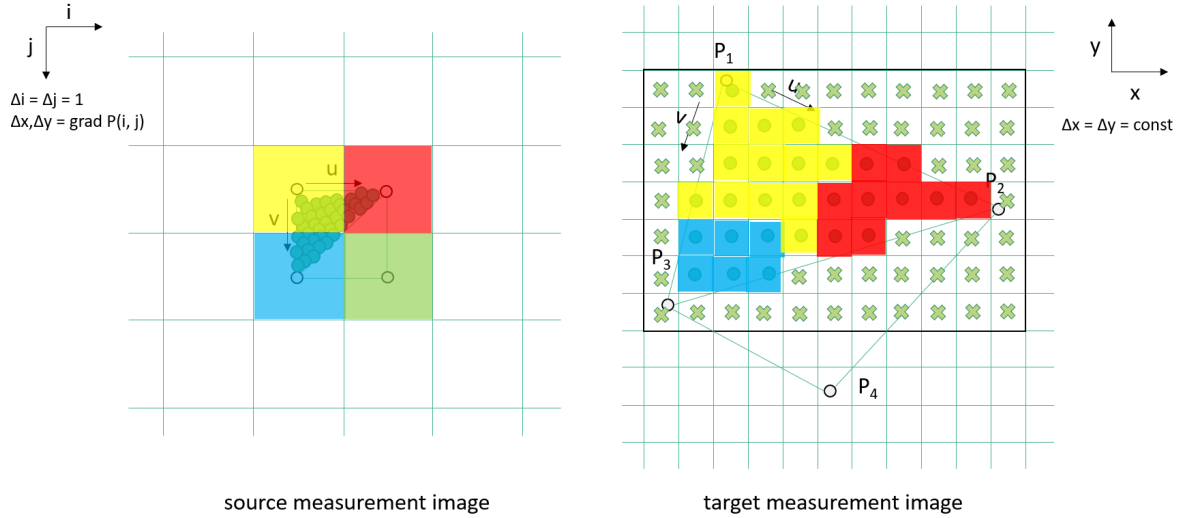 i
j
Δi = Δj = 1
Δx,Δy = grad P(i, j)
u
v
source measurement image
P1
u
v
P2
P3
P4
y
x
Δx = Δy = const
target measurement image